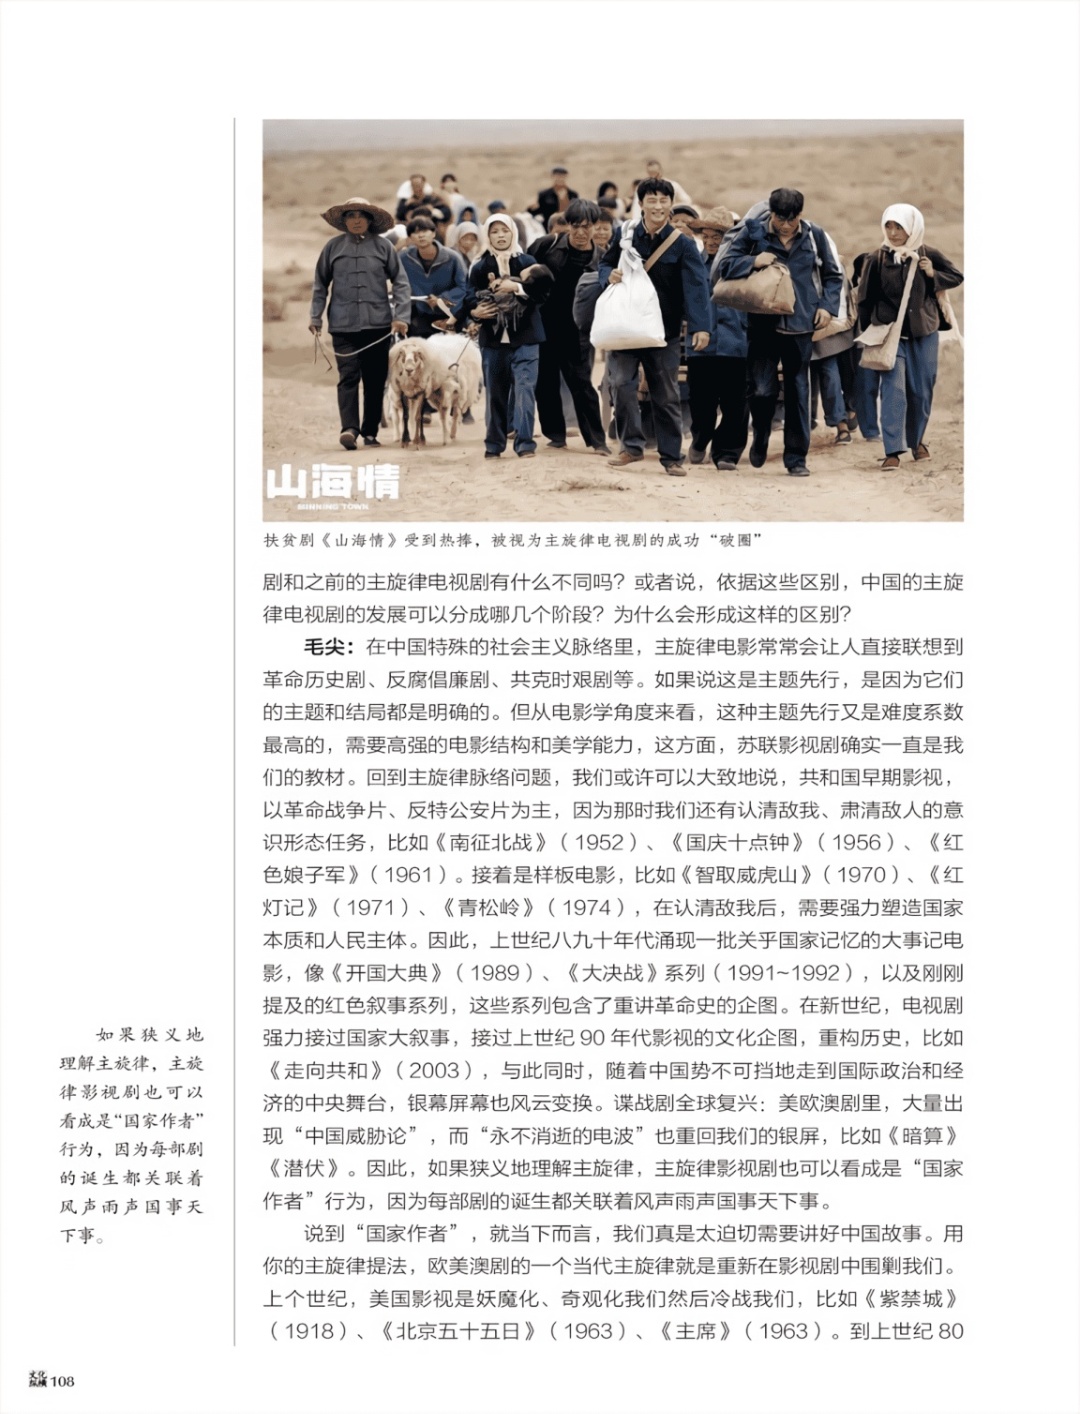 山海情
MINNING TOWN
扶贫剧《山海情》受到热捧，被视为主旋律电视剧的成功“破圈”
剧和之前的主旋律电视剧有什么不同吗？或者说，依据这些区别，中国的主旋
律电视剧的发展可以分成哪几个阶段？为什么会形成这样的区别？
毛尖：在中国特殊的社会主义脉络里，主旋律电影常常会让人直接联想到
革命历史剧、反腐倡廉剧、共克时艰剧等。如果说这是主题先行，是因为它们
的主题和结局都是明确的。但从电影学角度来看，这种主题先行又是难度系数
最高的，需要高强的电影结构和美学能力，这方面，苏联影视剧确实一直是我
们的教材。回到主旋律脉络问题，我们或许可以大致地说，共和国早期影视，
以革命战争片、反特公安片为主，因为那时我们还有认清敌我、肃清敌人的意
识形态任务，比如《南征北战》（1952）、《国庆十点钟》（1956）、《红
色娘子军》（1961）。接着是样板电影，比如《智取威虎山》（1970）、《红
灯记》（1971）、《青松岭》（1974），在认清敌我后，需要强力塑造国家
本质和人民主体。因此，上世纪八九十年代涌现一批关乎国家记忆的大事记电
影，像《开国大典》（1989）、《大决战》系列（1991~1992），以及刚刚
提及的红色叙事系列，这些系列包含了重讲革命史的企图。在新世纪，电视剧
强力接过国家大叙事，接过上世纪 90 年代影视的文化企图，重构历史，比如
《走向共和》（2003），与此同时，随着中国势不可挡地走到国际政治和经
济的中央舞台，银幕屏幕也风云变换。谍战剧全球复兴：美欧澳剧里，大量出
现“中国威胁论”，而“永不消逝的电波”也重回我们的银屏，比如《暗算》
《潜伏》。因此，如果狭义地理解主旋律，主旋律影视剧也可以看成是“国家
作者”行为，因为每部剧的诞生都关联着风声雨声国事天下事。
说到“国家作者”，就当下而言，我们真是太迫切需要讲好中国故事。用
你的主旋律提法，欧美澳剧的一个当代主旋律就是重新在影视剧中围剿我们。
上个世纪，美国影视是妖魔化、奇观化我们然后冷战我们，比如《紫禁城》
（1918）、《北京五十五日》（1963）、《主席》（1963）。到上世纪 80
如果狭义地
理解主旋律，主旋
律影视剧也可以
看成是“国家作者”
行为，因为每部剧
的诞生都关联着
风声雨声国事天
下事。
文化纵横 108